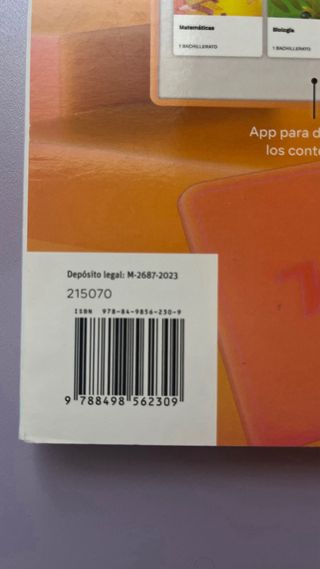 Matemáticas
Biología
1 BACHILLERATO
1 BACHILLERATO
App para d
los conte
Depósito legal: M-2687-2023
215070
ISBN 978-84-9856-230-9
9 788498 562309